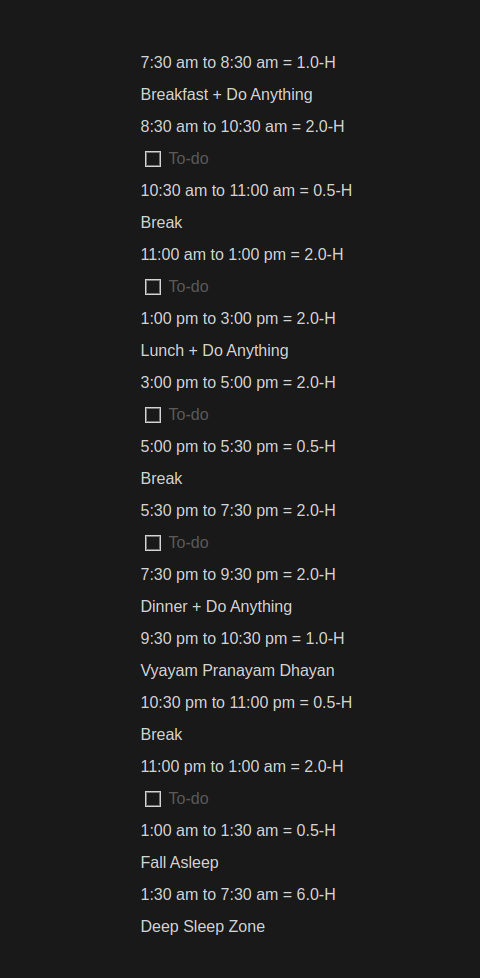 7:30 am to 8:30 am = 1.0-H
Breakfast + Do Anything
8:30 am to 10:30 am = 2.0-H
To-do
10:30 am to 11:00 am = 0.5-H
Break
11:00 am to 1:00 pm = 2.0-H
To-do
1:00 pm to 3:00 pm = 2.0-H
Lunch + Do Anything
3:00 pm to 5:00 pm = 2.0-H
To-do
5:00 pm to 5:30 pm = 0.5-H
Break
5:30 pm to 7:30 pm = 2.0-H
To-do
7:30 pm to 9:30 pm = 2.0-H
Dinner + Do Anything
9:30 pm to 10:30 pm = 1.0-H
Vyayam Pranayam Dhayan
10:30 pm to 11:00 pm = 0.5-H
Break
11:00 pm to 1:00 am = 2.0-H
To-do
1:00 am to 1:30 am = 0.5-H
Fall Asleep
1:30 am to 7:30 am = 6.0-H
Deep Sleep Zone